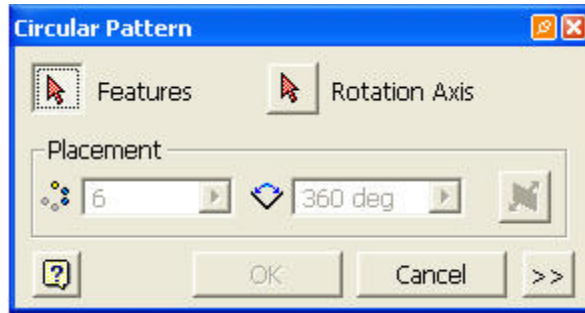 Circular Pattern
Features Rotation Axis
Placement
6 360 deg
? OK Cancel >>